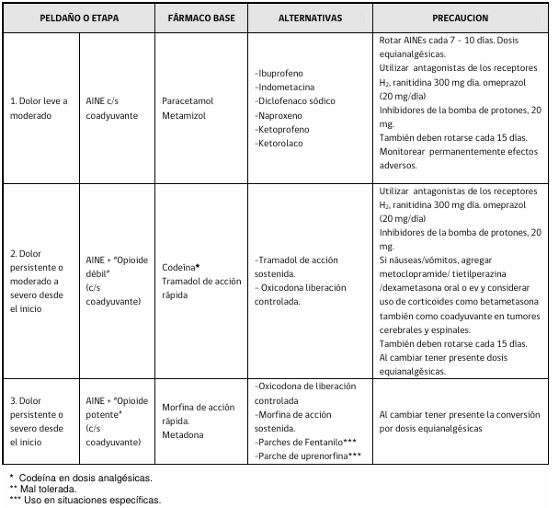 PELDAÑO O ETAPA
FÁRMACO BASE
ALTERNATIVAS
PRECAUCION
1. Dolor leve a
moderado
AINE c/s
coadyuvante
Paracetamol
Metamizol
-Ibuprofeno
-Indometacina
-Diclofenaco sódico
-Naproxeno
-Ketoprofeno
-Ketorolaco
Rotar AINEs cada 7 - 10 días. Dosis
equianalgésicas.
Utilizar antagonistas de los receptores
H₂, ranitidina 300 mg día. omeprazol
(20 mg/día)
Inhibidores de la bomba de protones, 20
mg.
También deben rotarse cada 15 días.
Monitorear permanentemente efectos
adversos.
2. Dolor
persistente o
moderado a
severo desde
el inicio
AINE + "Opioide
débil"
(c/s
coadyuvante)
Codeína*
Tramadol de acción
rápida
-Tramadol de acción
sostenida.
- Oxicodona liberación
controlada.
Utilizar antagonistas de los receptores
H₂, ranitidina 300 mg día. omeprazol
(20 mg/día)
Inhibidores de la bomba de protones, 20
mg.
Si náuseas/vómitos, agregar
metoclopramide/ tietilperazina
/dexametasona oral o ev y considerar
uso de corticoides como betametasona
también como coadyuvante en tumores
cerebrales y espinales.
También deben rotarse cada 15 días.
Al cambiar tener presente dosis
equianalgésicas.
3. Dolor
persistente o
severo desde
el inicio
AINE + "Opioide
potente"
(c/s
coadyuvante)
Morfina de acción
rápida.
Metadona
-Oxicodona de liberación
controlada
-Morfina de acción
sostenida.
-Parches de Fentanilo***
-Parche de uprenorfina***
Al cambiar tener presente la conversión
por dosis equianalgésicas
* Codeína en dosis analgésicas.
** Mal tolerada.
*** Uso en situaciones específicas.